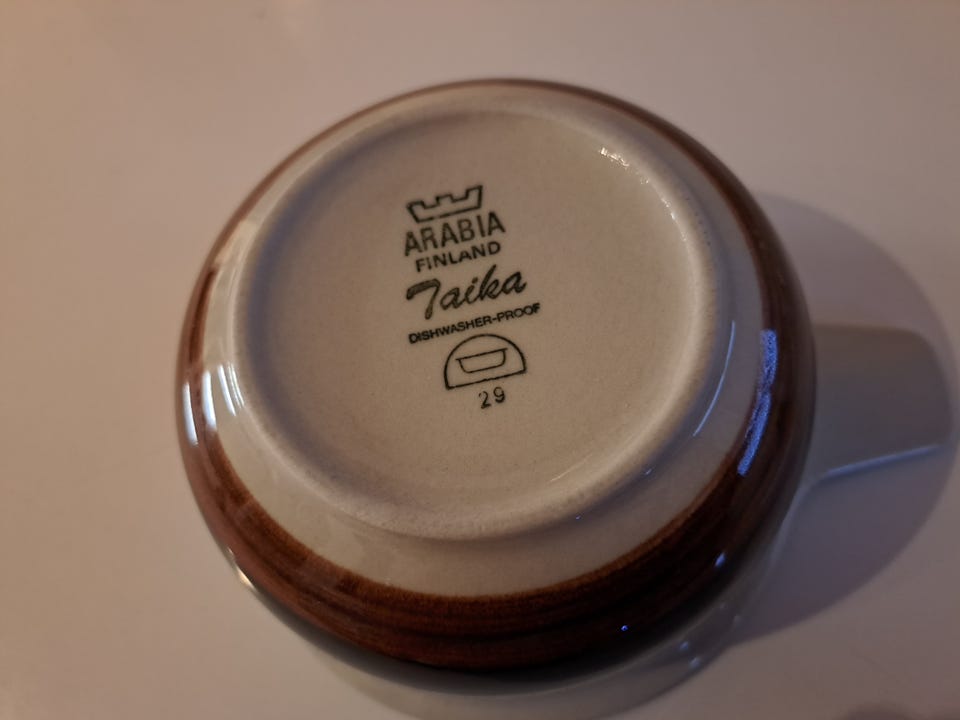 ARABIA
FINLAND
Taika
DISHWASHER-PROOF
29